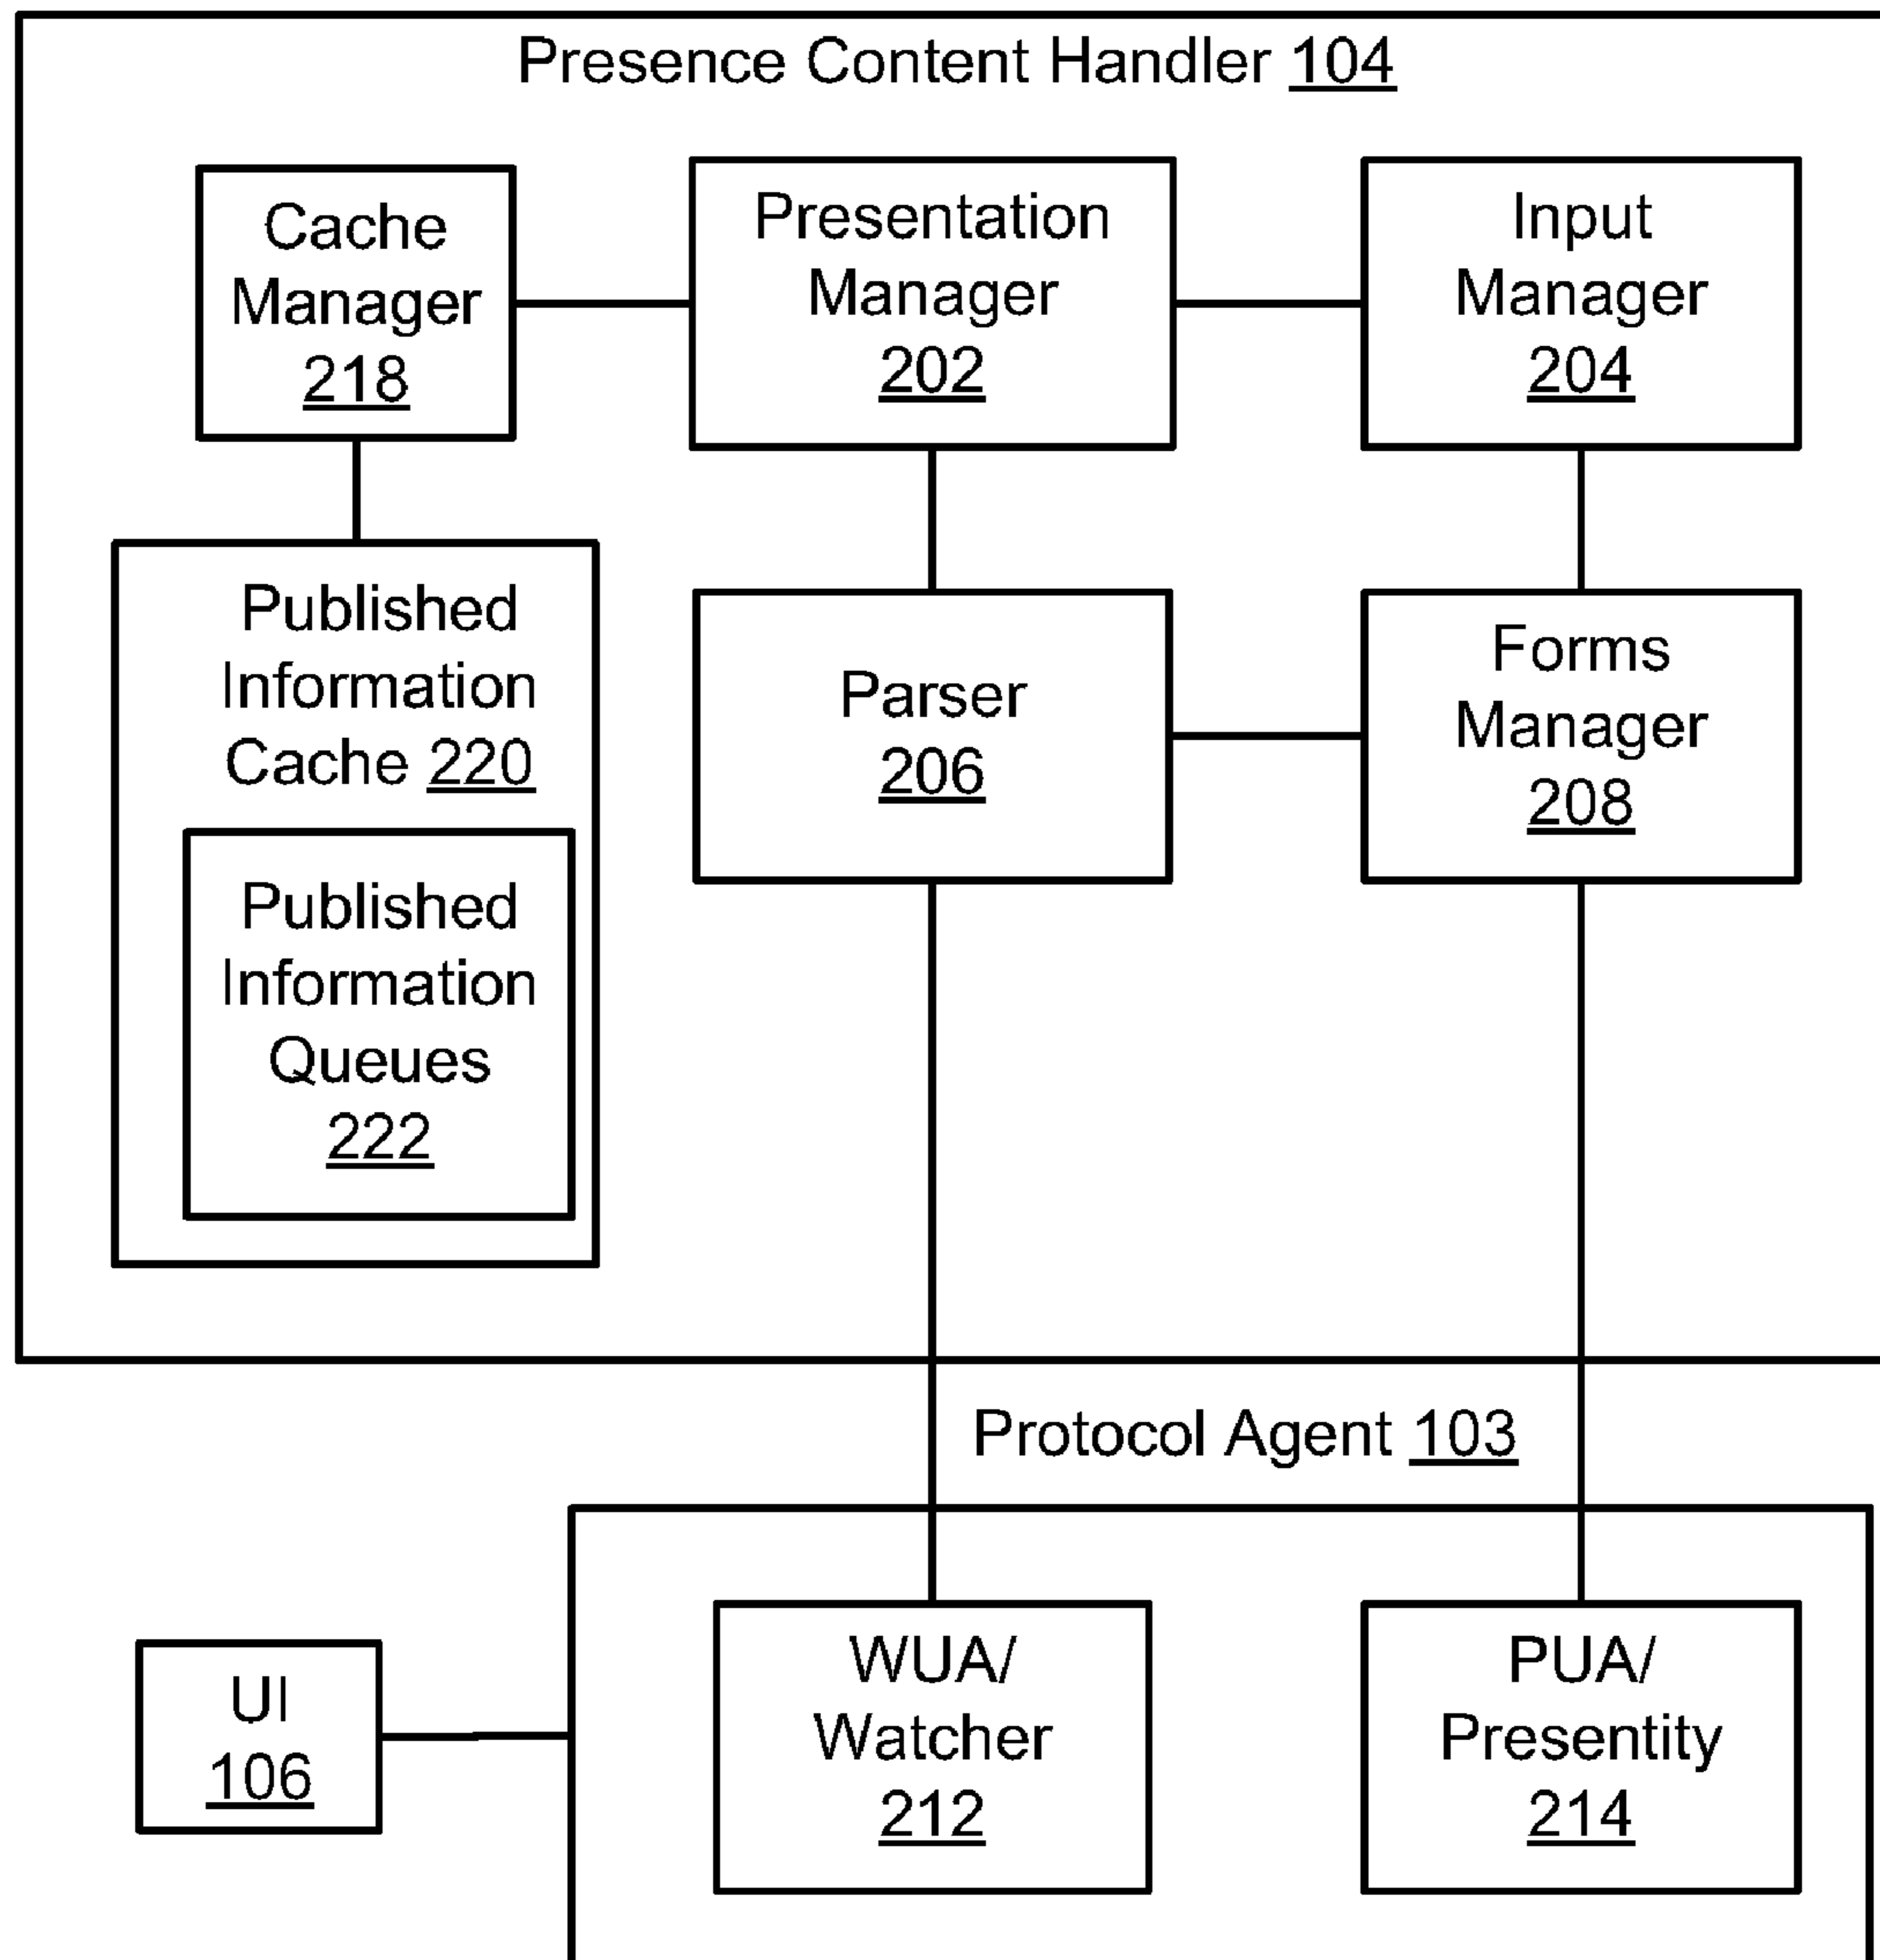 Presence Content Handler 104
Cache
Manager
218
Presentation
Manager
202
Input
Manager
204
Published
Information
Cache 220
Published
Information
Queues
222
Parser
206
Forms
Manager
208
Protocol Agent 103
UI
106
WUA/
Watcher
212
PUA/
Presentity
214